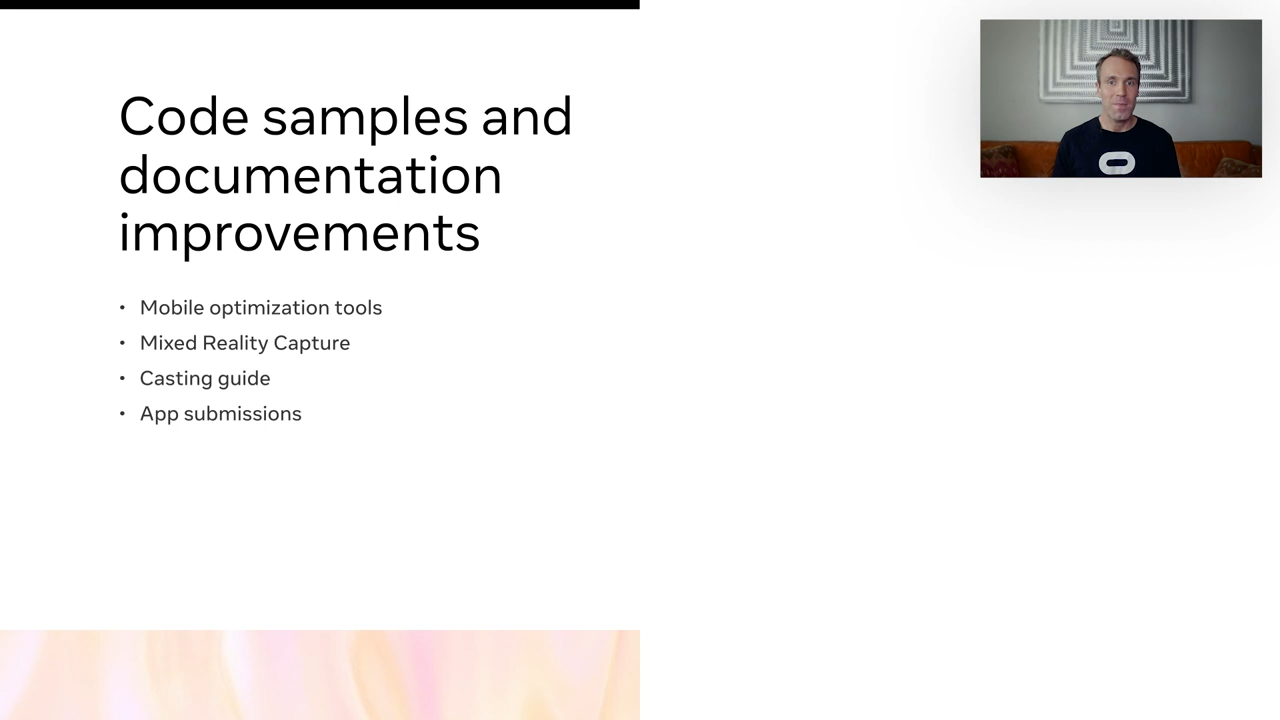 Code samples and
documentation
improvements
• Mobile optimization tools
• Mixed Reality Capture
• Casting guide
• App submissions